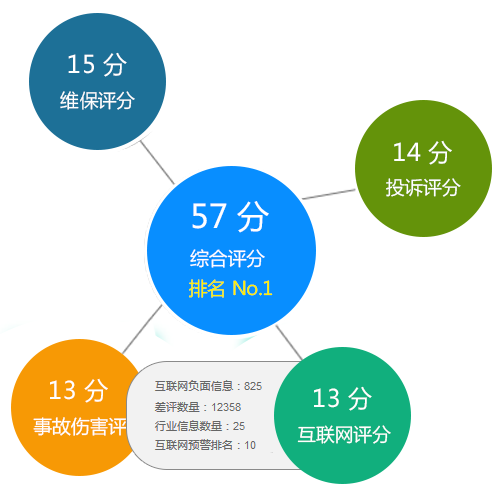 15 分
维保评分
14 分
投诉评分
57 分
综合评分
排名 No.1
13 分
事故伤害评
互联网负面信息：825
差评数量：12358
行业信息数量：25
互联网预警排名：10
13 分
互联网评分